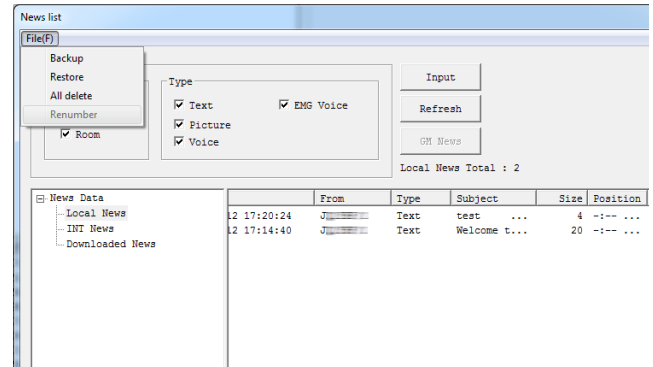 News list
File(F)
Backup
Restore
All delete
Renumber
Room
Type
Text
EMG Voice
Picture
Voice
Input
Refresh
GM News
Local News Total : 2
News Data
Local News
INT News
Downloaded News
From Type Subject Size Position
12 17:20:24 J Text test ... 4 -:-- ...
12 17:14:40 J Text Welcome t... 20 -:-- ...